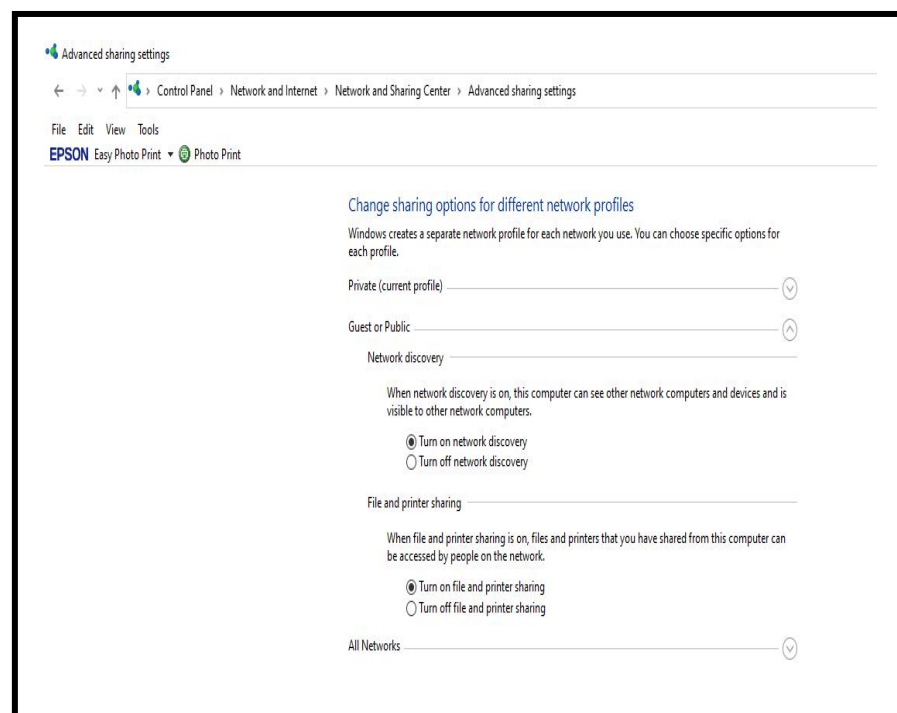 Advanced sharing settings
Control Panel > Network and Internet > Network and Sharing Center > Advanced sharing settings
File Edit View Tools
EPSON Easy Photo Print Photo Print
Change sharing options for different network profiles
Windows creates a separate network profile for each network you use. You can choose specific options for
each profile.
Private (current profile)
Guest or Public
Network discovery
When network discovery is on, this computer can see other network computers and devices and is
visible to other network computers.
Turn on network discovery
Turn off network discovery
File and printer sharing
When file and printer sharing is on, files and printers that you have shared from this computer can
be accessed by people on the network.
Turn on file and printer sharing
Turn off file and printer sharing
All Networks